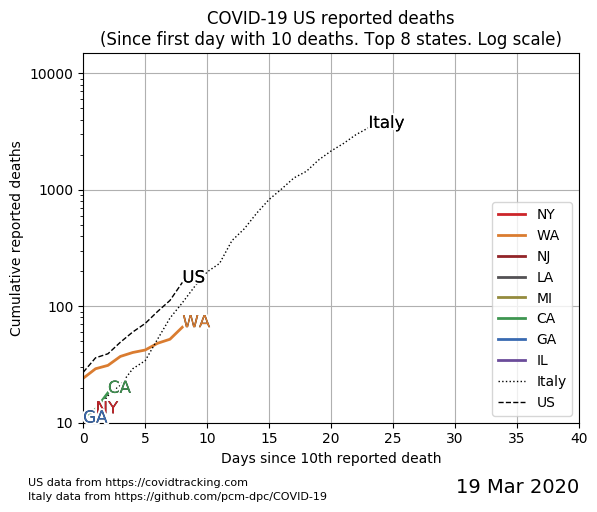 COVID-19 US reported deaths
(Since first day with 10 deaths. Top 8 states. Log scale)
Cumulative reported deaths
10000
1000
100
10
Italy
US
WA
CA
NY
GA
NY
WA
NJ
LA
MI
CA
GA
IL
Italy
US
0 5 10 15 20 25 30 35 40
Days since 10th reported death
US data from https://covidtracking.com
Italy data from https://github.com/pcm-dpc/COVID-19
19 Mar 2020